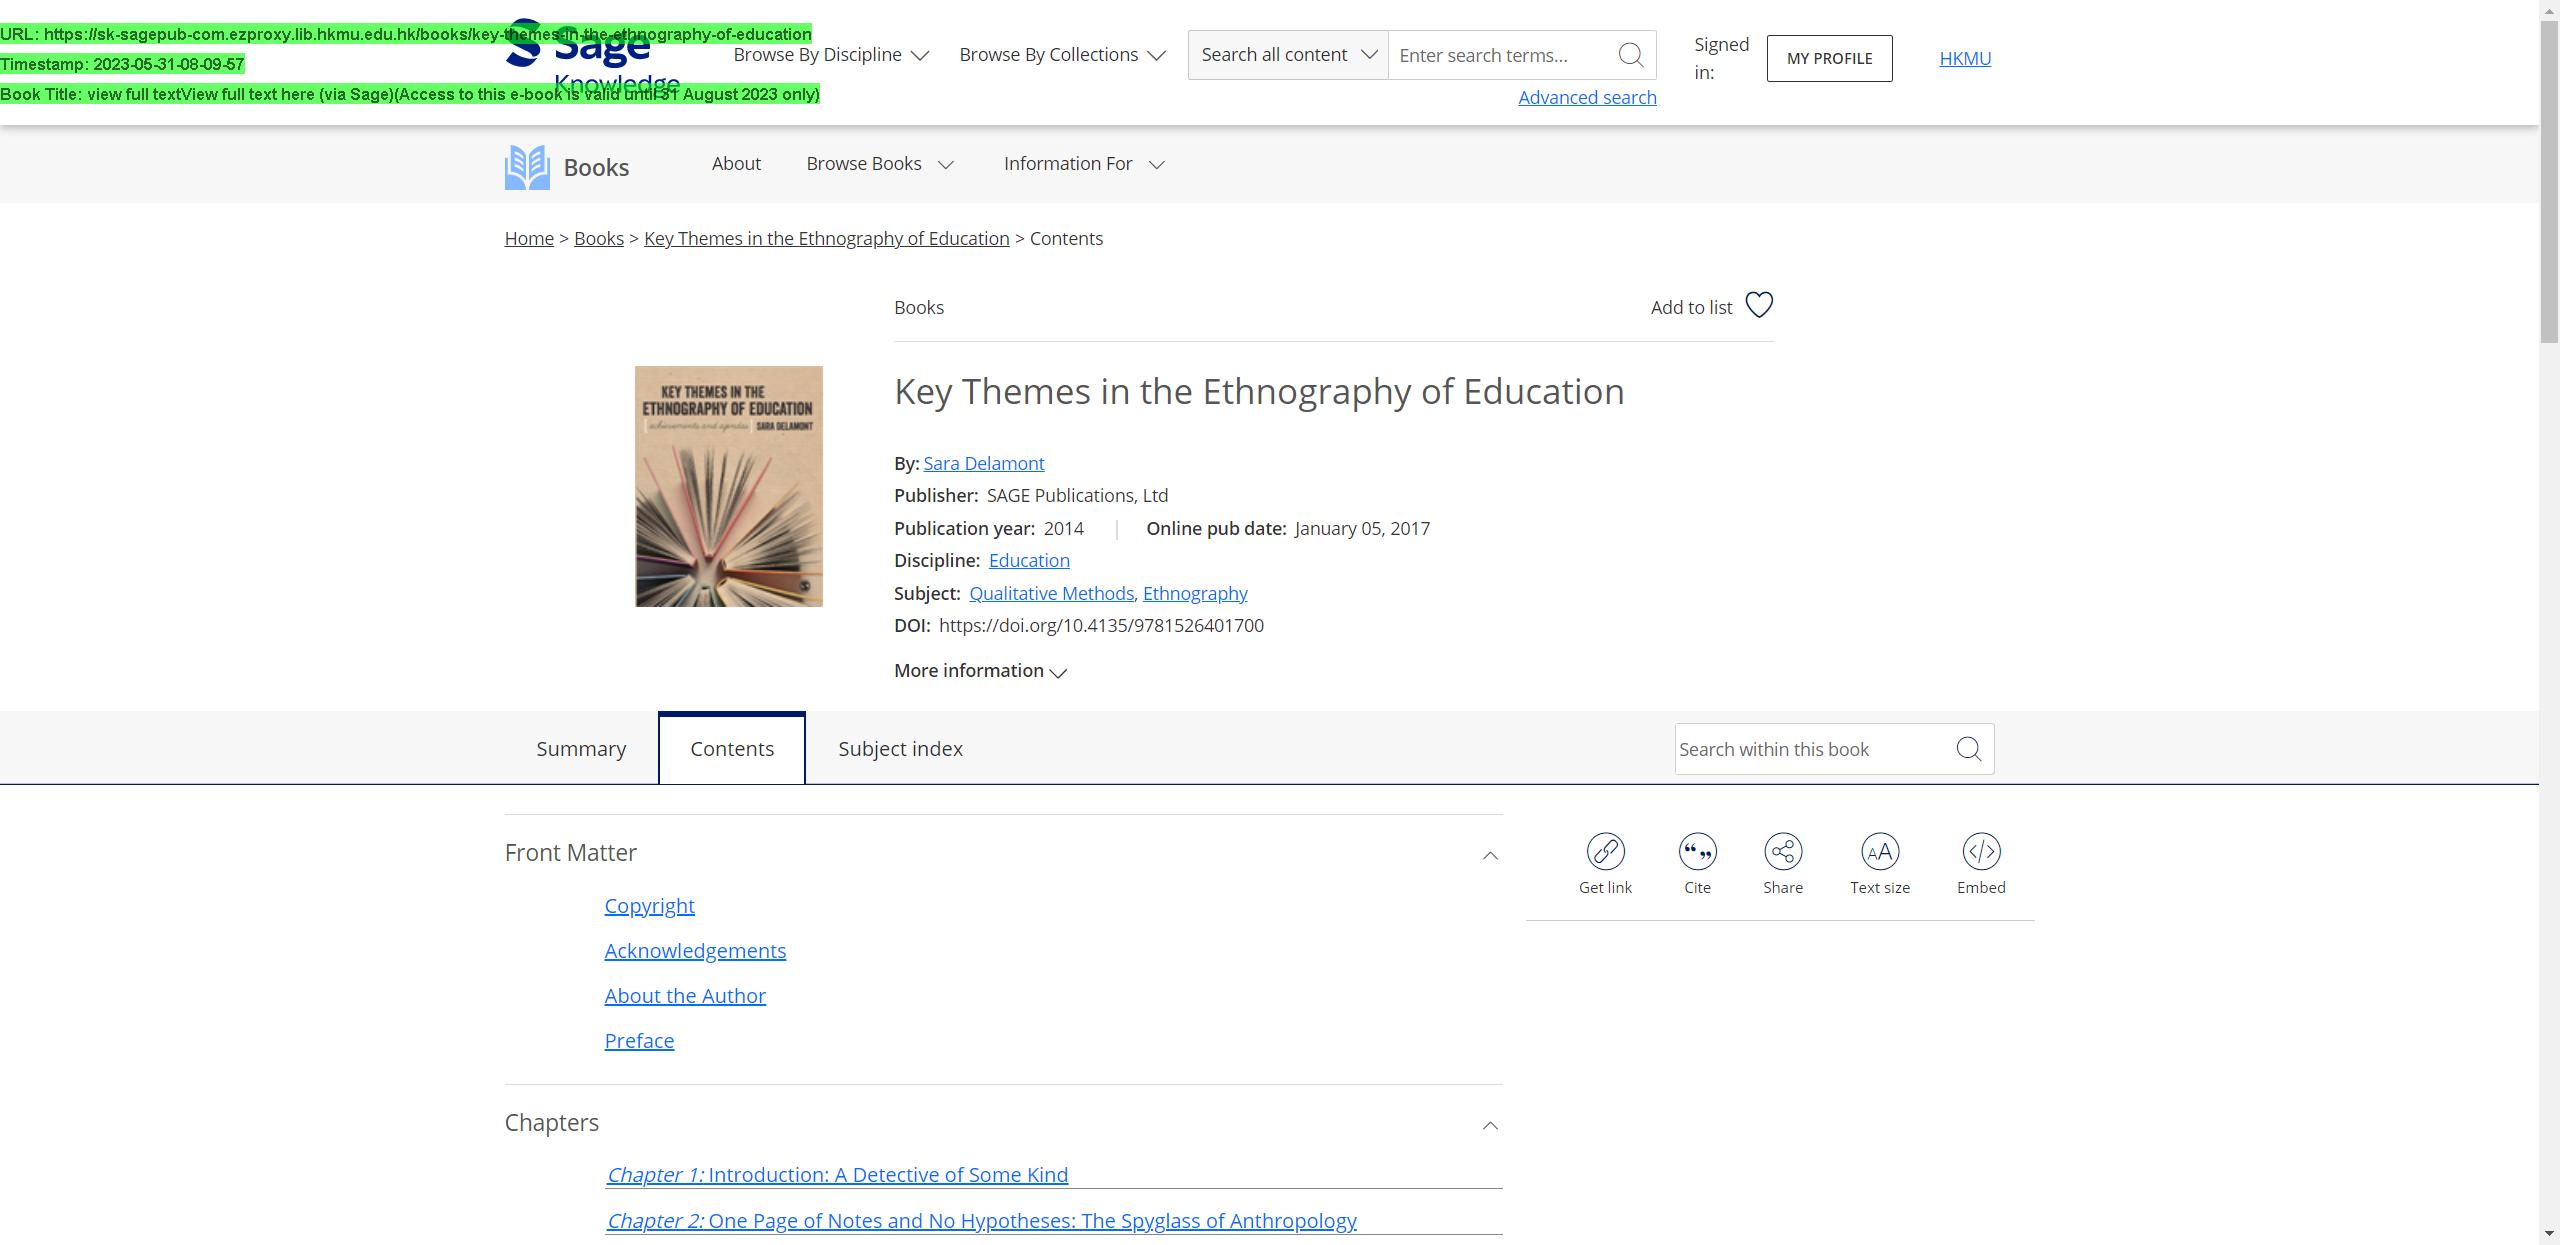 URL: https://sk-sagepub-com.ezproxy.lib.hkmu.edu.hk/books/key-themes-in-the-ethnography-of-education
Timestamp: 2023-05-31-08-09-57
Book Title: view full textView full text here (via Sage)(Access to this e-book is valid until 31 August 2023 only)
Sage
Knowledge
Browse By Discipline
Browse By Collections
Search all content
Enter search terms...
Advanced search
Signed
in:
MY PROFILE
HKMU
Books
About
Browse Books
Information For
Home > Books > Key Themes in the Ethnography of Education > Contents
Books
Add to list
KEY THEMES IN THE
ETHNOGRAPHY OF EDUCATION
achievements and agendas SARA DELAMONT
Key Themes in the Ethnography of Education
By: Sara Delamont
Publisher: SAGE Publications, Ltd
Publication year: 2014 | Online pub date: January 05, 2017
Discipline: Education
Subject: Qualitative Methods, Ethnography
DOI: https://doi.org/10.4135/9781526401700
More information
Summary
Contents
Subject index
Search within this book
Front Matter
Copyright
Acknowledgements
About the Author
Preface
Get link
Cite
Share
AA
Text size
Embed
Chapters
Chapter 1: Introduction: A Detective of Some Kind
Chapter 2: One Page of Notes and No Hypotheses: The Spyglass of Anthropology